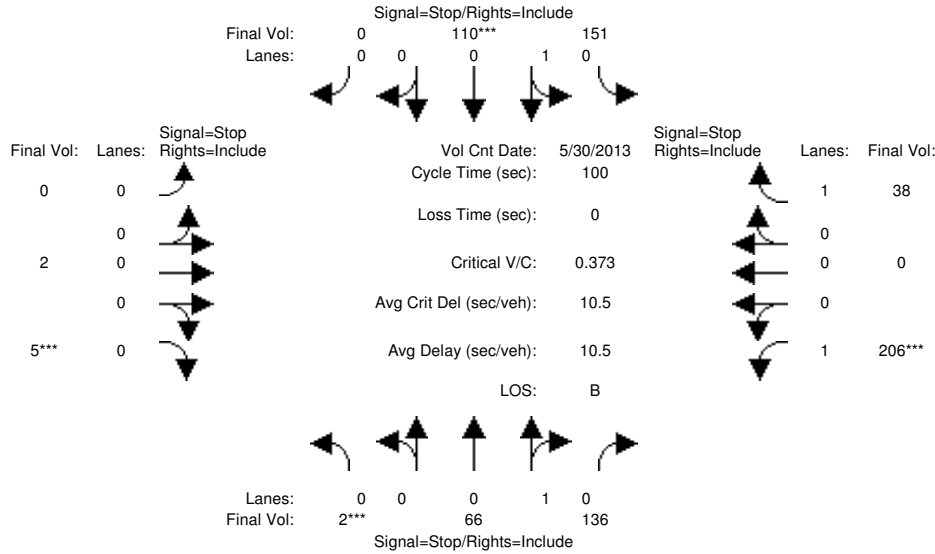 Signal=Stop/Rights=Include
Final Vol: 0 110*** 151
Lanes: 0 0 0 1 0
Signal=Stop Signal=Stop
Final Vol: Lanes: Rights=Include Vol Cnt Date: 5/30/2013 Rights=Include Lanes: Final Vol:
Cycle Time (sec): 100
0 0 1 38
Loss Time (sec): 0
0 0
2 0 Critical V/C: 0.373 0 0
0 Avg Crit Del (sec/veh): 10.5 0
5*** 0 Avg Delay (sec/veh): 10.5 1 206***
LOS: B
Lanes: 0 0 0 1 0
Final Vol: 2*** 66 136
Signal=Stop/Rights=Include